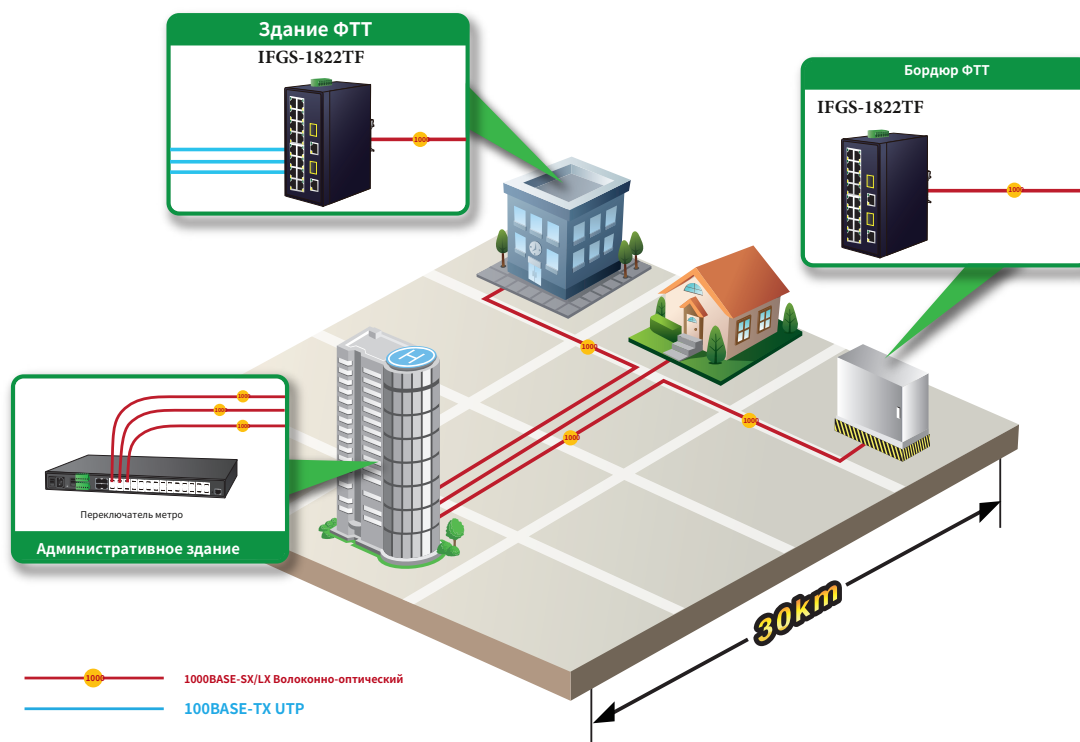 Здание ФТТ
IFGS-1822TF
1000
Бордюр ФТТ
IFGS-1822TF
1000
1000
1000
1000
1000
1000
1000
Переключатель метро
Административное здание
30km
1000
1000BASE-SX/LX Волоконно-оптический
100BASE-TX UTP